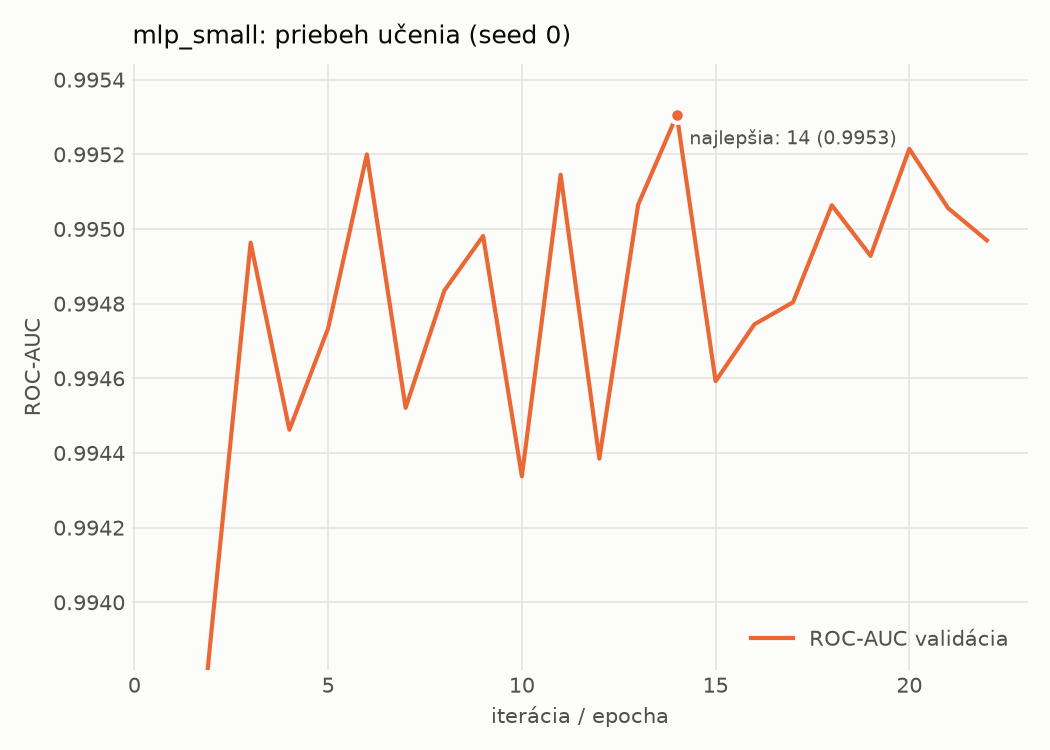 mlp_small: priebeh učenia (seed 0)
0.9954
0.9952
0.9950
0.9948
0.9946
0.9944
0.9942
0.9940
ROC-AUC
najlepšia: 14 (0.9953)
ROC-AUC validácia
0
5
10
15
20
iterácia / epocha